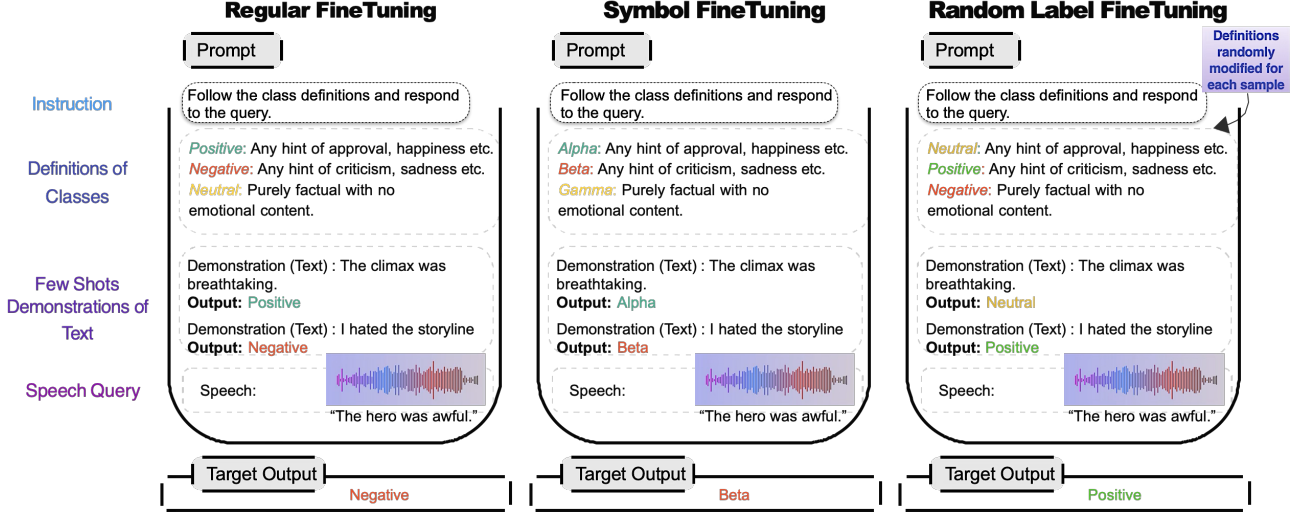 Regular FineTuning
Symbol FineTuning
Random Label FineTuning
Definitions
randomly
modified for
each sample
Instruction
Definitions of
Classes
Few Shots
Demonstrations of
Text
Speech Query
Prompt
Follow the class definitions and respond
to the query.
Positive: Any hint of approval, happiness etc.
Negative: Any hint of criticism, sadness etc.
Neutral: Purely factual with no
emotional content.
Demonstration (Text) : The climax was
breathtaking.
Output: Positive
Demonstration (Text) : I hated the storyline
Output: Negative
Speech:
“The hero was awful.”
Target Output
Negative
Prompt
Follow the class definitions and respond
to the query.
Alpha: Any hint of approval, happiness etc.
Beta: Any hint of criticism, sadness etc.
Gamma: Purely factual with no
emotional content.
Demonstration (Text) : The climax was
breathtaking.
Output: Alpha
Demonstration (Text) : I hated the storyline
Output: Beta
Speech:
“The hero was awful.”
Target Output
Beta
Prompt
Follow the class definitions and respond
to the query.
Neutral: Any hint of approval, happiness etc.
Positive: Any hint of criticism, sadness etc.
Negative: Purely factual with no
emotional content.
Demonstration (Text) : The climax was
breathtaking.
Output: Neutral
Demonstration (Text) : I hated the storyline
Output: Positive
Speech:
“The hero was awful.”
Target Output
Positive